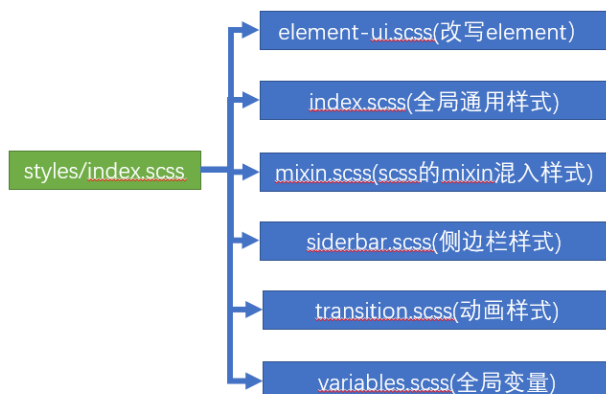 element-ui.scss(改写element）
index.scss(全局通用样式)
styles/index.scss
mixin.scss(scss的mixin混入样式)
siderbar.scss(侧边栏样式)
transition.scss(动画样式)
variables.scss(全局变量)